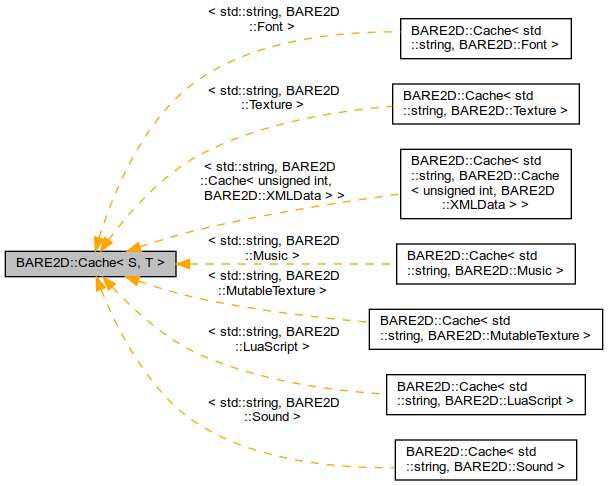 < std::string, BARE2D
::Font >
BARE2D::Cache< std
::string, BARE2D::Font >
< std::string, BARE2D
::Texture >
BARE2D::Cache< std
::string, BARE2D::Texture >
< std::string, BARE2D
::Cache< unsigned int,
BARE2D::XMLData > >
BARE2D::Cache< std
::string, BARE2D::Cache
< unsigned int, BARE2D
::XMLData > >
BARE2D::Cache< S, T >
< std::string, BARE2D
::Music >
BARE2D::Cache< std
::string, BARE2D::Music >
< std::string, BARE2D
::MutableTexture >
BARE2D::Cache< std
::string, BARE2D::MutableTexture >
< std::string, BARE2D
::LuaScript >
BARE2D::Cache< std
::string, BARE2D::LuaScript >
< std::string, BARE2D
::Sound >
BARE2D::Cache< std
::string, BARE2D::Sound >